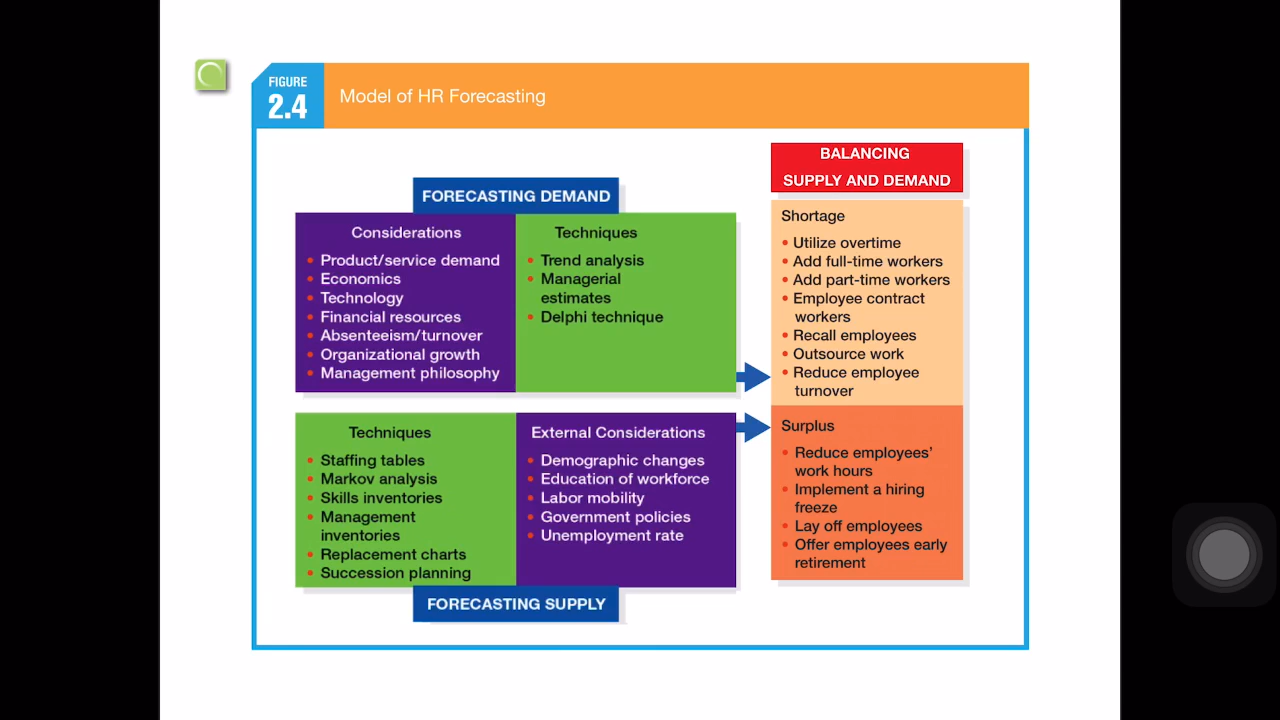 FIGURE
2.4
Model of HR Forecasting
FORECASTING DEMAND
Considerations
• Product/service demand
• Economics
• Technology
• Financial resources
• Absenteeism/turnover
• Organizational growth
• Management philosophy
Techniques
• Trend analysis
• Managerial
estimates
• Delphi technique
Techniques
• Staffing tables
• Markov analysis
• Skills inventories
• Management
inventories
• Replacement charts
• Succession planning
External Considerations
• Demographic changes
• Education of workforce
• Labor mobility
• Government policies
• Unemployment rate
FORECASTING SUPPLY
BALANCING
SUPPLY AND DEMAND
Shortage
• Utilize overtime
• Add full-time workers
• Add part-time workers
• Employee contract
workers
• Recall employees
• Outsource work
• Reduce employee
turnover
Surplus
• Reduce employees’
work hours
• Implement a hiring
freeze
• Lay off employees
• Offer employees early
retirement